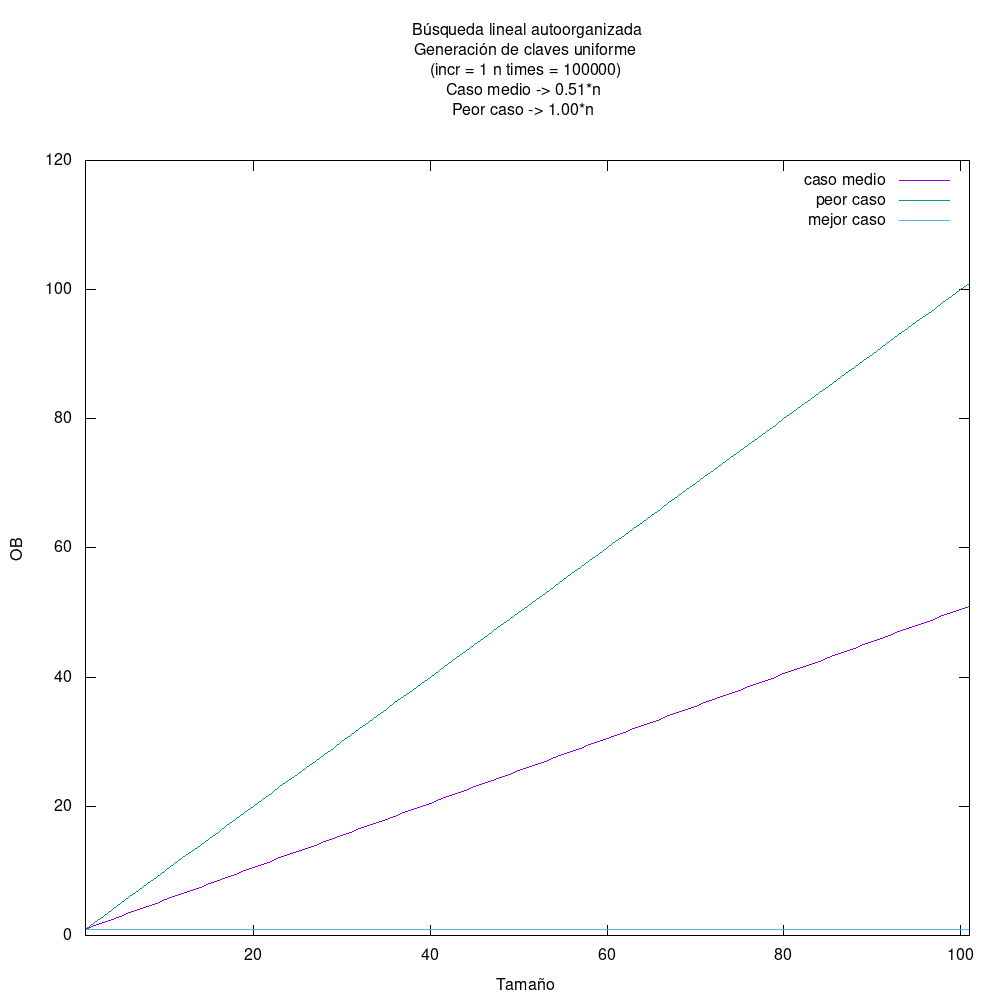 Búsqueda lineal autoorganizada
Generación de claves uniforme
(incr = 1 n times = 100000)
Caso medio -> 0.51*n
Peor caso -> 1.00*n
120
100
80
60
40
20
0
caso medio
peor caso
mejor caso
OB
20 40 60 80 100
Tamaño